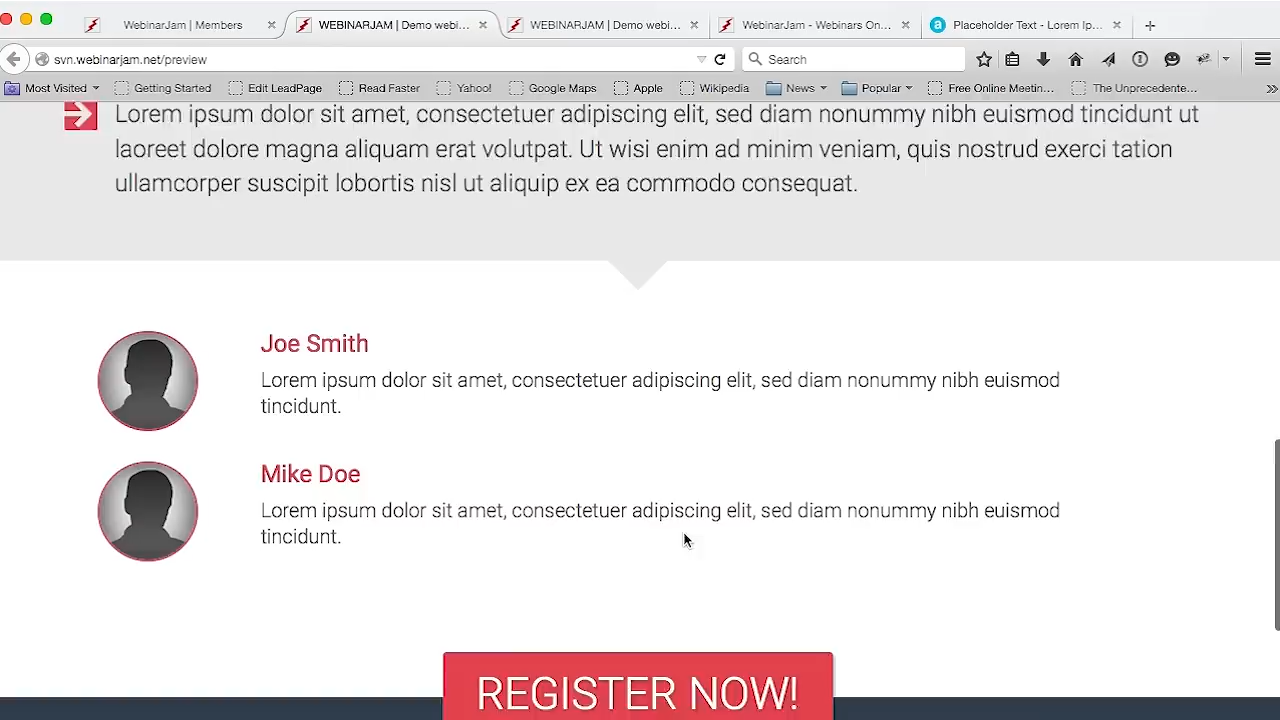 WebinarJam | Members
WEBINARJAM | Demo webi...
WEBINARJAM | Demo webi...
WebinarJam - Webinars On...
Placeholder Text - Lorem Ip...
svn.webinarjam.net/preview
Search
Most Visited
Getting Started
Edit LeadPage
Read Faster
Yahoo!
Google Maps
Apple
Wikipedia
News
Popular
Free Online Meetin...
The Unprecedente...
Lorem ipsum dolor sit amet, consectetuer adipiscing elit, sed diam nonummy nibh euismod tincidunt ut
laoreet dolore magna aliquam erat volutpat. Ut wisi enim ad minim veniam, quis nostrud exerci tation
ullamcorper suscipit lobortis nisl ut aliquip ex ea commodo consequat.
Joe Smith
Lorem ipsum dolor sit amet, consectetuer adipiscing elit, sed diam nonummy nibh euismod
tincidunt.
Mike Doe
Lorem ipsum dolor sit amet, consectetuer adipiscing elit, sed diam nonummy nibh euismod
tincidunt.
REGISTER NOW!